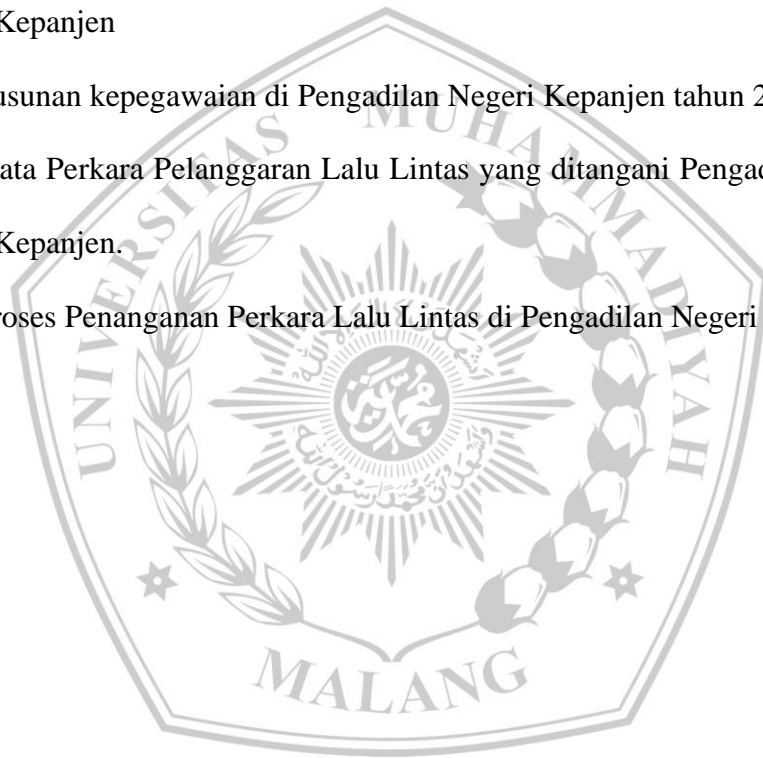 Kepanjen
usunan kepegawaian di Pengadilan Negeri Kepanjen tahun 2
ata Perkara Pelanggaran Lalu Lintas yang ditangani Pengad
Kepanjen.
roses Penanganan Perkara Lalu Lintas di Pengadilan Negeri
UNIVERSITAS MUHAMMADIYAH
MALANG